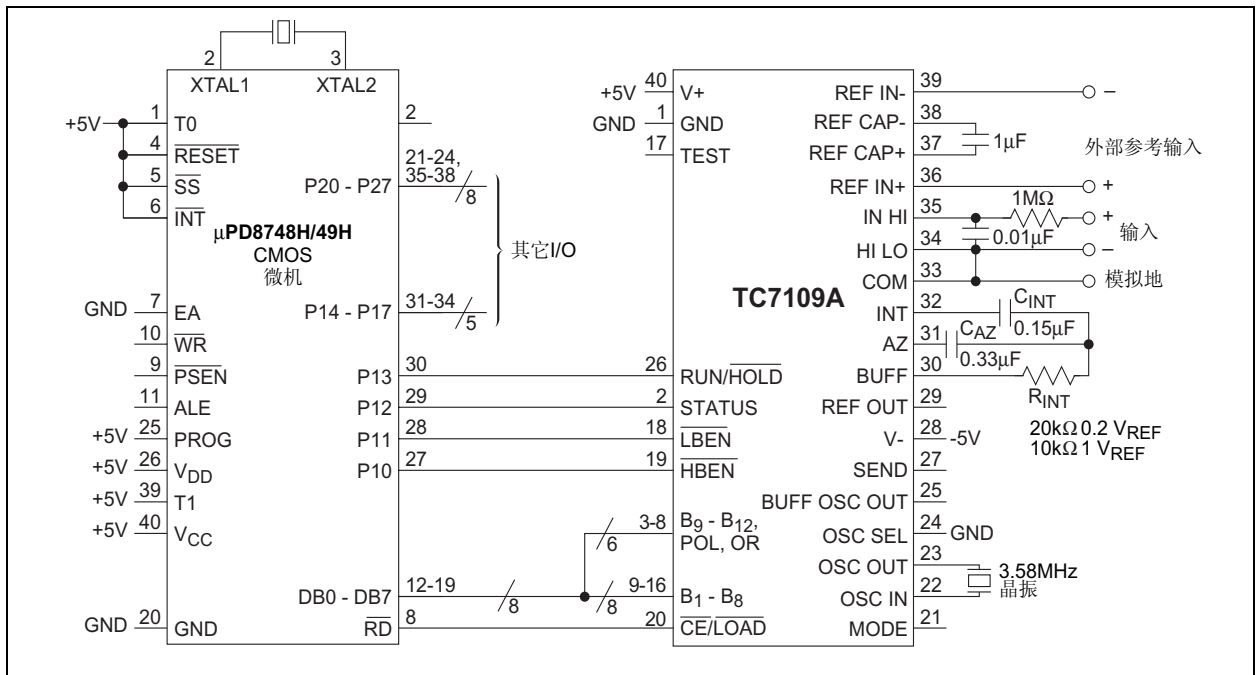 2
3
XTAL1
XTAL2
+5V
1
T0
4
RESET
5
SS
6
INT
2
21-24,
35-38
P20 - P27
8
μPD8748H/49H
CMOS
微机
其它I/O
GND
7
EA
P14 - P17
31-34
5
10
WR
9
PSEN
P13
30
11
ALE
P12
29
+5V
25
PROG
P11
28
+5V
26
VDD
P10
27
+5V
39
T1
+5V
40
VCC
DB0 - DB7
12-19
8
GND
20
GND
RD
8
+5V
40
V+
GND
1
GND
17
TEST
TC7109A
26
RUN/HOLD
2
STATUS
18
LBEN
19
HBEN
6
3-8
B9 - B12,
POL, OR
8
9-16
B1 - B8
20
CE/LOAD
REF IN-
39
–
REF CAP-
38
1μF
REF CAP+
37
外部参考输入
REF IN+
36
+
1MΩ
IN HI
35
+
0.01μF
输入
HI LO
34
–
COM
33
模拟地
INT
32
CINT
0.15μF
AZ
31
CAZ
0.33μF
BUFF
30
RINT
REF OUT
29
20kΩ 0.2 VREF
10kΩ 1 VREF
V-
28
-5V
SEND
27
BUFF OSC OUT
25
OSC SEL
24
GND
OSC OUT
23
3.58MHz
晶振
OSC IN
22
MODE
21